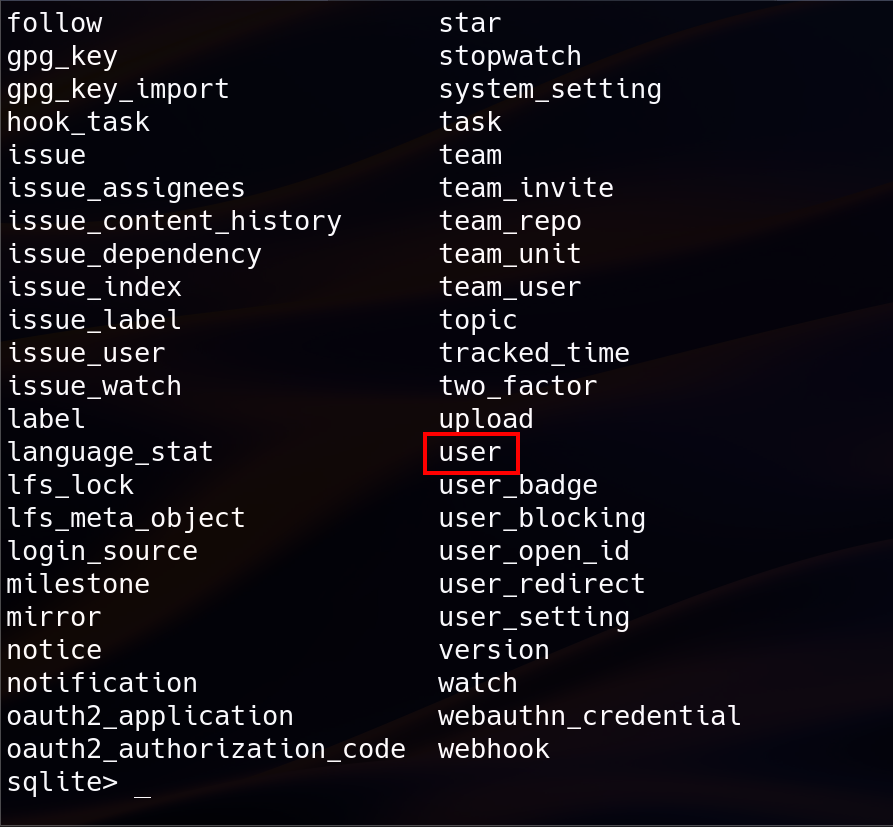 follow                     star
gpg_key                    stopwatch
gpg_key_import             system_setting
hook_task                  task
issue                      team
issue_assignees            team_invite
issue_content_history      team_repo
issue_dependency           team_unit
issue_index                team_user
issue_label                topic
issue_user                 tracked_time
issue_watch                two_factor
label                      upload
language_stat              user
lfs_lock                   user_badge
lfs_meta_object            user_blocking
login_source               user_open_id
milestone                  user_redirect
mirror                     user_setting
notice                     version
notification               watch
oauth2_application         webauthn_credential
oauth2_authorization_code  webhook
sqlite> _